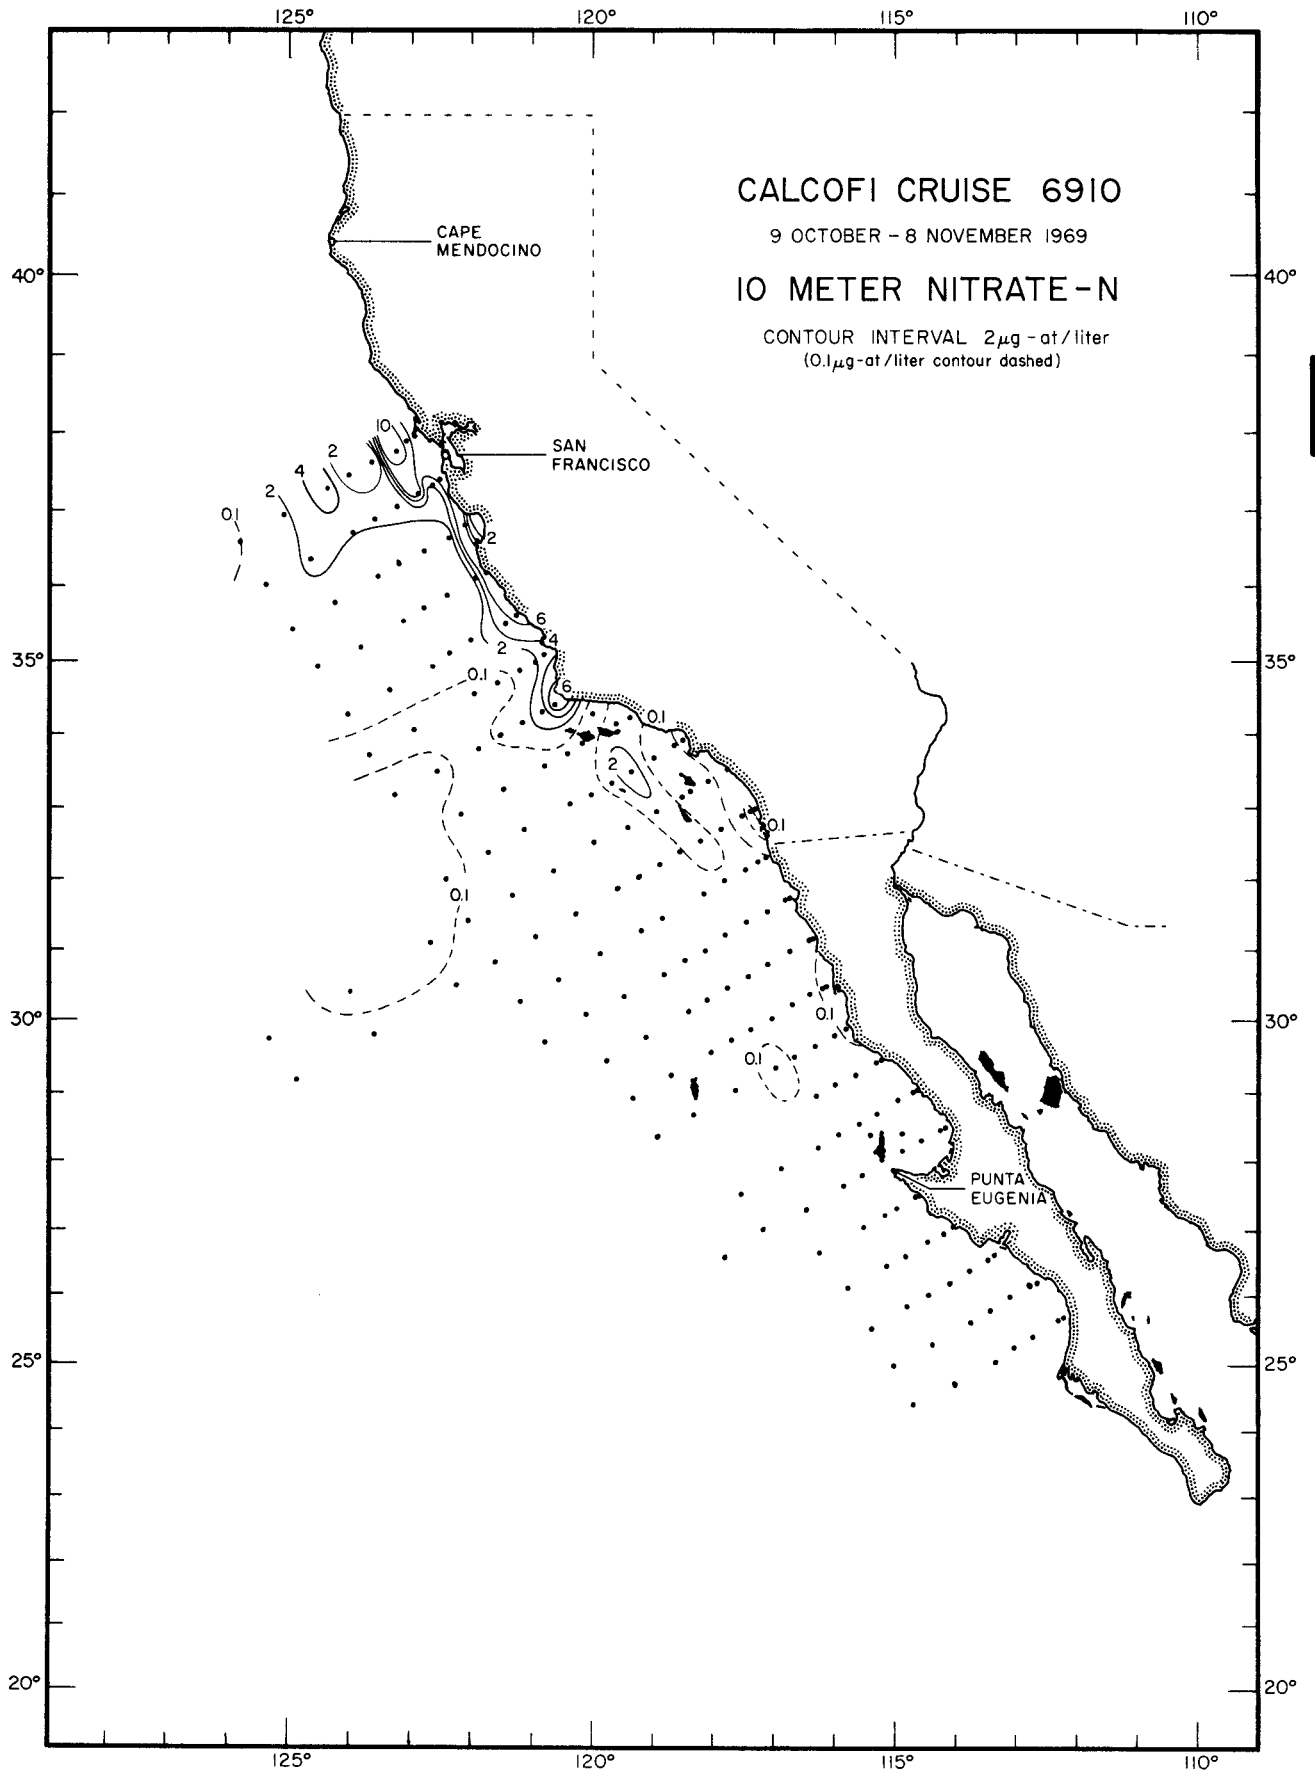 125° 120° 115° 110°
CALCOFI CRUISE 6910
9 OCTOBER – 8 NOVEMBER 1969
10 METER NITRATE–N
CONTOUR INTERVAL 2µg-at/liter
(0.1µg-at/liter contour dashed)
CAPE
MENDOCINO
40° 40°
10
SAN
FRANCISCO
2
4
2
0.1
2
6
4
2
35° 35°
0.1
6
0.1
2
0.1
0.1
30° 30°
0.1
0.1
PUNTA
EUGENIA
25° 25°
20° 20°
125° 120° 115° 110°